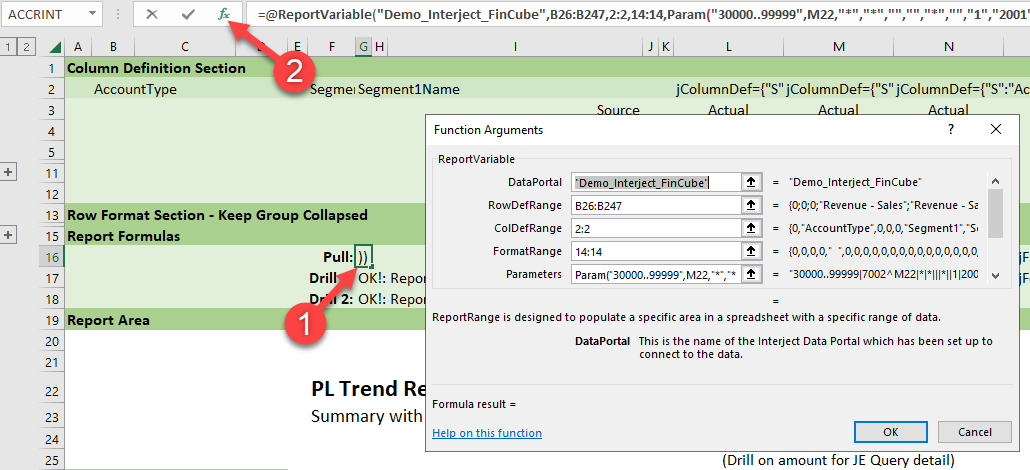 ACCRINT fx =@ReportVariable("Demo_Interject_FinCube",B26:B247,2:2,14:14,Param("30000..99999",M22,"*","*","","","*","","1","2001"
1 2 A B C D E F G H I J K L M N
2
1 Column Definition Section
2 AccountType Segment1Name jColumnDef={"S" jColumnDef={"S" jColumnDef={"S":"Ac
3 Source Actual Actual Actual
4
5
11
12
13 Row Format Section - Keep Group Collapsed
15 Report Formulas
16 Pull: ))
17 Drill OK!: Repor
18 Drill 2: OK!: Repor
1
19 Report Area
20
21
22 PL Trend Re
23 Summary with
24
25 (Drill on amount for JE Query detail)
Function Arguments ?
ReportVariable
DataPortal "Demo_Interject_FinCube" = "Demo_Interject_FinCube"
RowDefRange B26:B247 = {0;0;0;"Revenue - Sales";"Revenue - Sa
ColDefRange 2:2 = {0,"AccountType",0,0,0,"Segment1","Se
FormatRange 14:14 = {0,0,0,0,0," ",0,0,0,0,0,0,0,0,0,0,0,0,0,0,
Parameters Param("30000..99999",M22,"*","* = "30000..99999|7002^M22|*|*|||*||1|200
=
ReportRange is designed to populate a specific area in a spreadsheet with a specific range of data.
DataPortal This is the name of the Interject Data Portal which has been set up to
connect to the data.
Formula result =
Help on this function OK Cancel